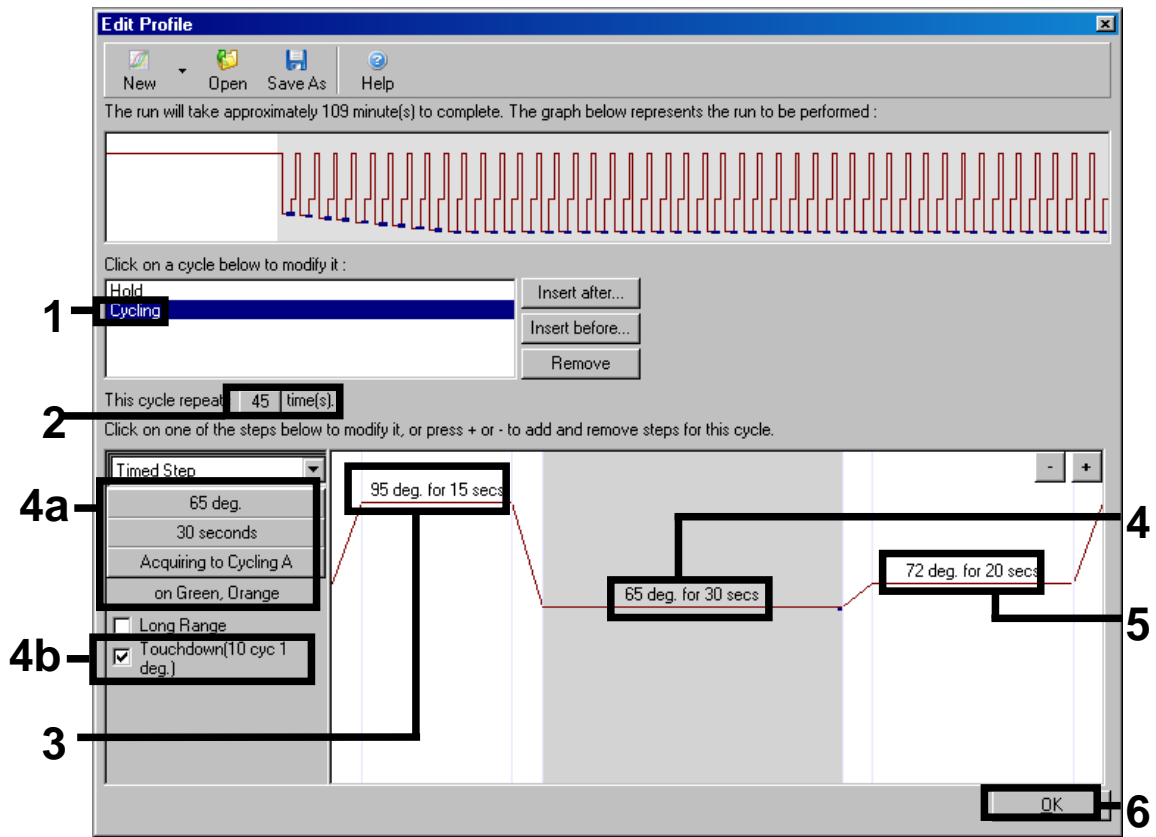 Edit Profile
New Open Save As Help
The run will take approximately 109 minute(s) to complete. The graph below represents the run to be performed :
Click on a cycle below to modify it :
Hold
Insert after...
1 Cycling
Insert before...
Remove
This cycle repeat 45 time(s).
2
Click on one of the steps below to modify it, or press + or - to add and remove steps for this cycle.
Timed Step
- +
4a
65 deg.
30 seconds
Acquiring to Cycling A
on Green, Orange
Long Range
4b
Touchdown(10 cyc 1
deg.)
95 deg. for 15 secs
3
65 deg. for 30 secs
4
72 deg. for 20 secs
5
OK
6